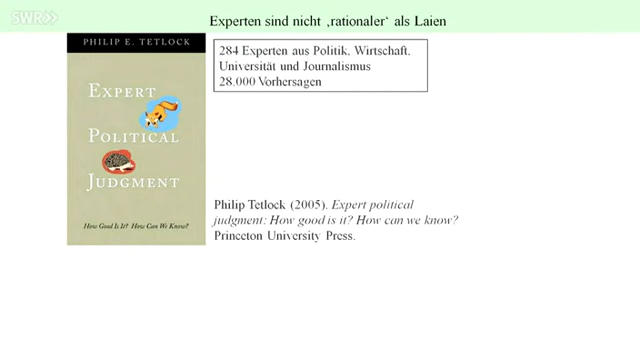 SWR»
Experten sind nicht ‚rationaler‘ als Laien
PHILIP E. TETLOCK
EXPERT
POLITICAL
JUDGMENT
How Good Is It? How Can We Know?
284 Experten aus Politik, Wirtschaft,
Universität und Journalismus
28.000 Vorhersagen
Philip Tetlock (2005). Expert political
judgment: How good is it? How can we know?
Princeton University Press.